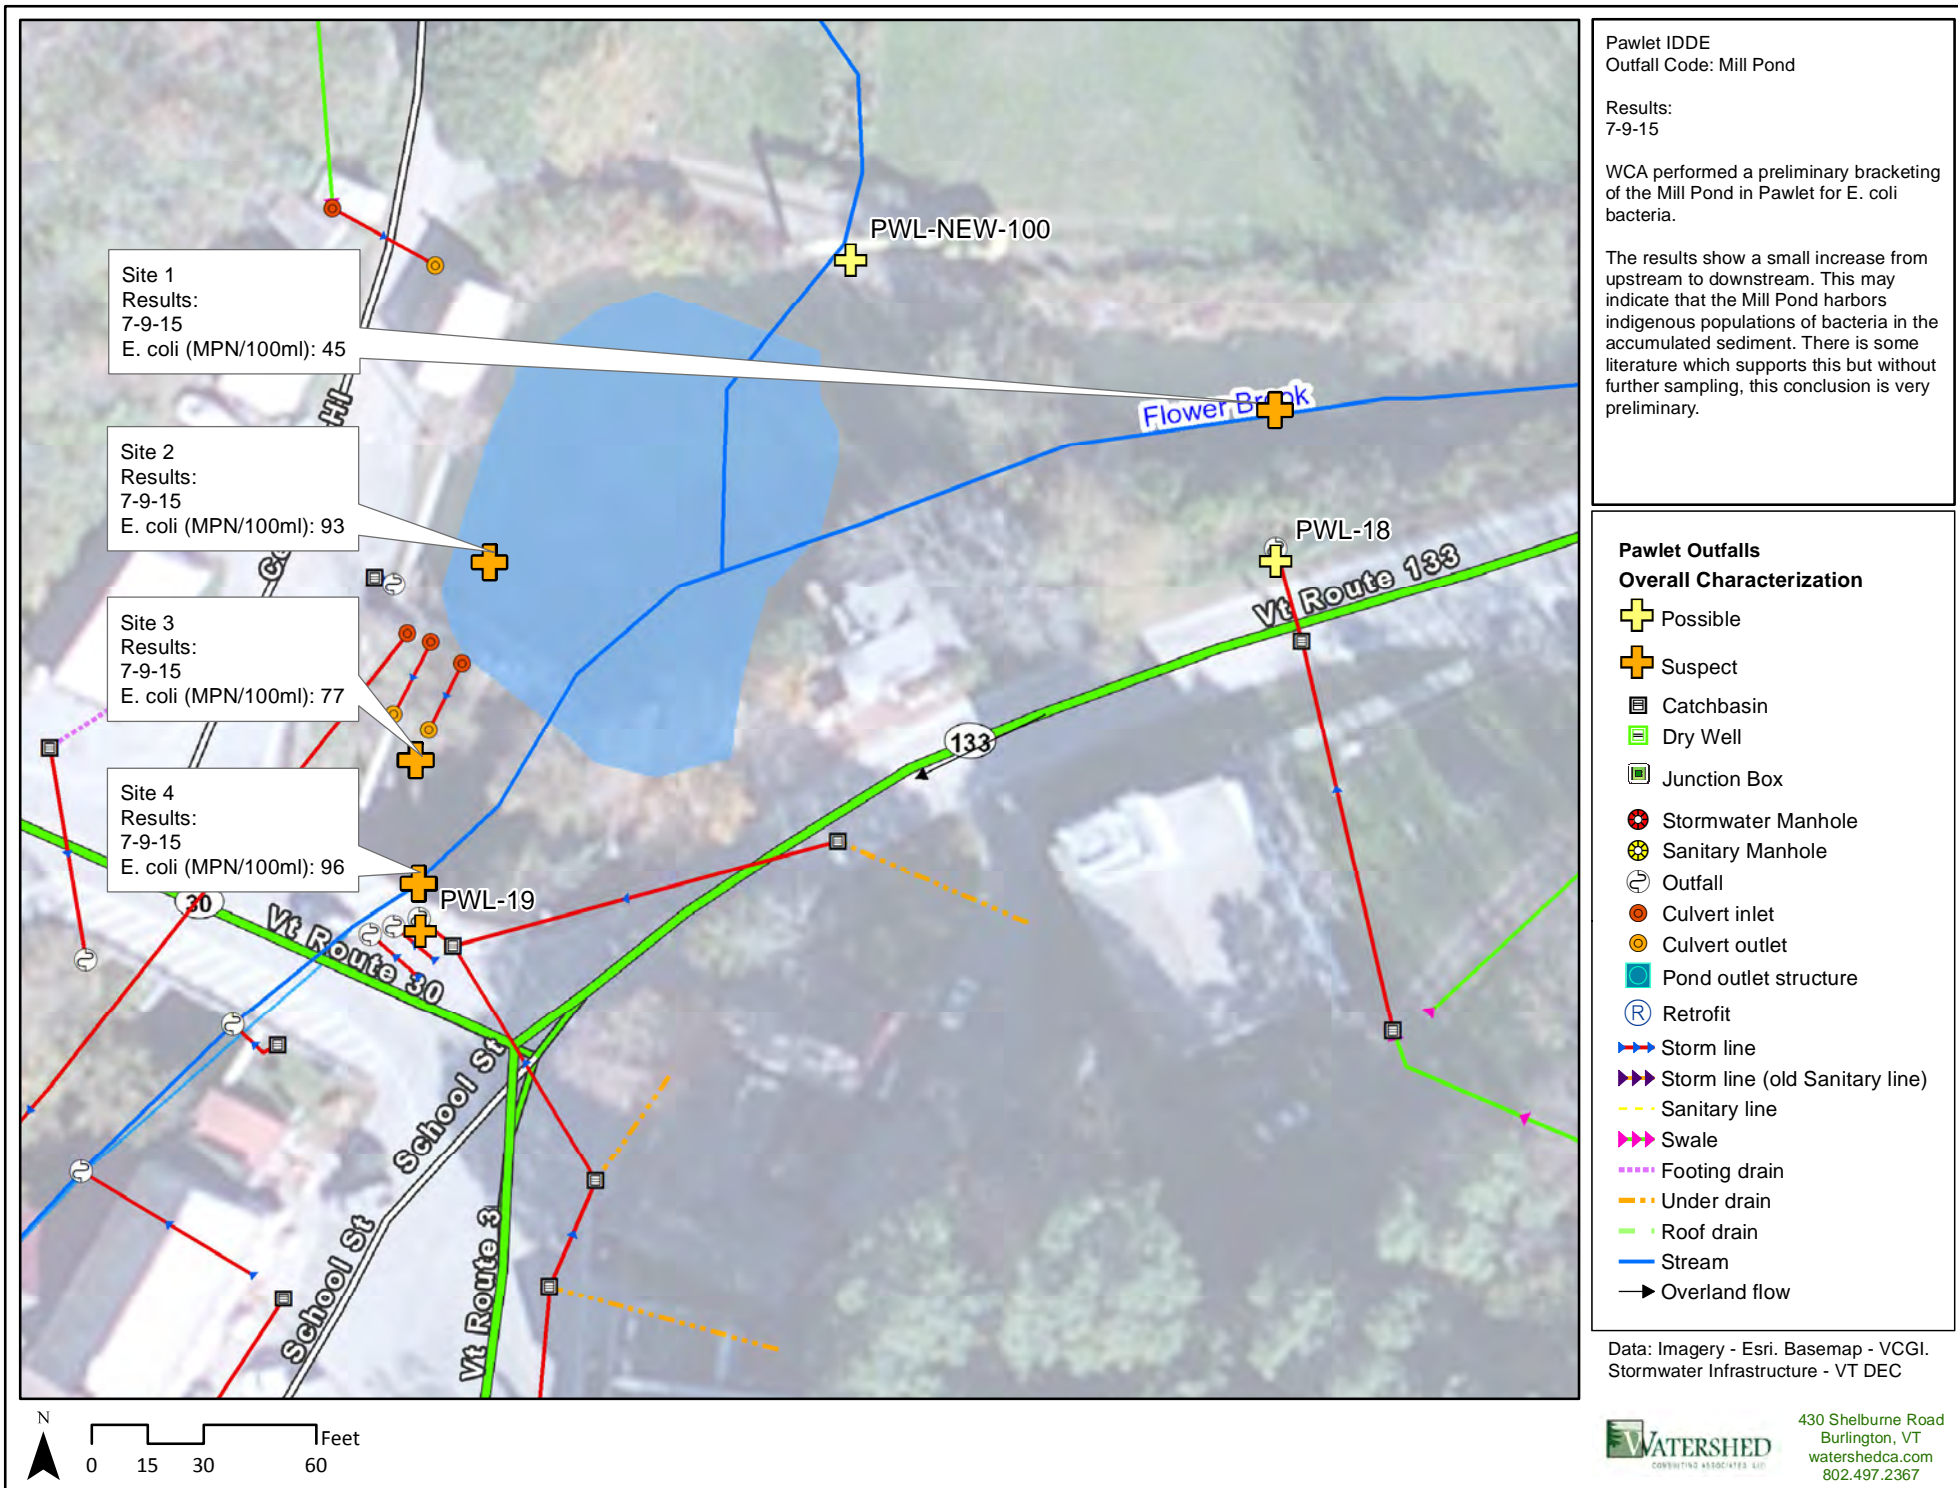 Pawlet IDDE
Outfall Code: Mill Pond
Results:
7-9-15
WCA performed a preliminary bracketing
of the Mill Pond in Pawlet for E. coli
bacteria.
The results show a small increase from
upstream to downstream. This may
indicate that the Mill Pond harbors
indigenous populations of bacteria in the
accumulated sediment. There is some
literature which supports this but without
further sampling, this conclusion is very
preliminary.
PWL-NEW-100
Site 1
Results:
7-9-15
E. coli (MPN/100ml): 45
Flower Brook
Hl
Site 2
Results:
7-9-15
E. coli (MPN/100ml): 93
PWL-18
Vt Route 133
Site 3
Results:
7-9-15
E. coli (MPN/100ml): 77
133
Site 4
Results:
7-9-15
E. coli (MPN/100ml): 96
PWL-19
30
Vt Route 30
School St
School St
Vt Route 3
Pawlet Outfalls
Overall Characterization
Possible
Suspect
Catchbasin
Dry Well
Junction Box
Stormwater Manhole
Sanitary Manhole
Outfall
Culvert inlet
Culvert outlet
Pond outlet structure
R Retrofit
Storm line
Storm line (old Sanitary line)
Sanitary line
Swale
Footing drain
Under drain
Roof drain
Stream
Overland flow
Data: Imagery - Esri. Basemap - VCGI.
Stormwater Infrastructure - VT DEC
N
Feet
0 15 30 60
WATERSHED
CONSULTING ASSOCIATES, LLC
430 Shelburne Road
Burlington, VT
watershedca.com
802.497.2367